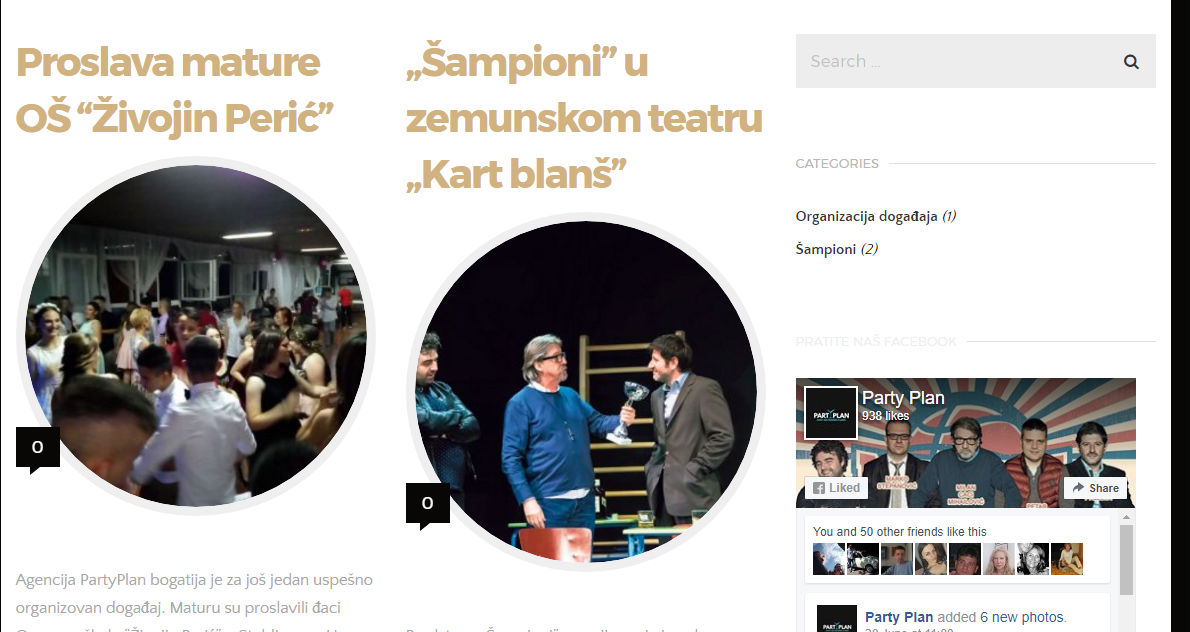 Proslava mature
OŠ “Živojin Perić”
0
Agencija PartyPlan bogatija je za još jedan uspešno
organizovan događaj. Maturu su proslavili đaci
„Šampioni” u
zemunskom teatru
„Kart blanš”
0
Search ...
CATEGORIES
Organizacija događaja (1)
Šampioni (2)
PRATITE NAŠ FACEBOOK
PARTY PLAN
Party Plan
938 likes
MARKO
STEPANOVIĆ
MILAN
CACI
MIHAILOVIĆ
PETAR
Liked
Share
You and 50 other friends like this
PARTY PLAN
Party Plan added 6 new photos.